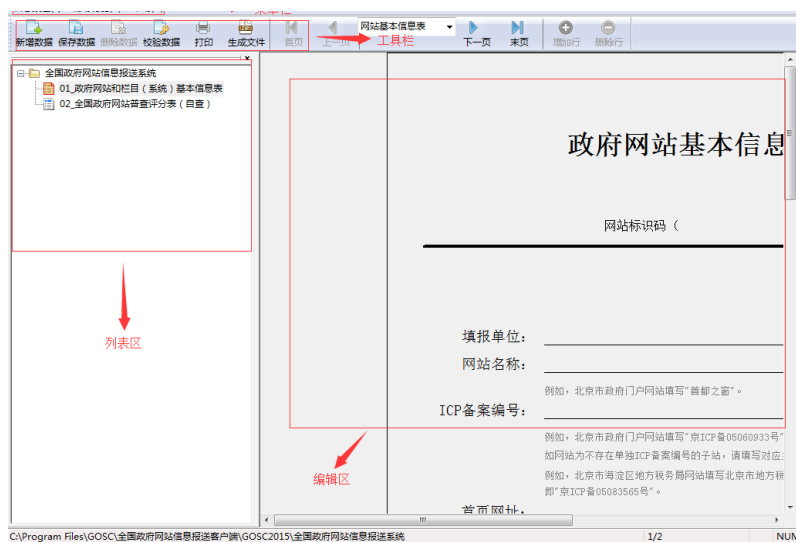 网站基本信息表
新增数据 保存数据 删除数据 校验数据 打印 生成文件 首页 上一页 工具栏 下一页 末页 增加行 删除行
全国政府网站信息报送系统
01_政府网站和栏目（系统）基本信息表
02_全国政府网站普查评分表（自查）
列表区
政府网站基本信息
网站标识码（
填报单位：
网站名称：
例如，北京市政府门户网站填写“首都之窗”。
ICP备案编号：
例如，北京市政府门户网站填写“京ICP备05060933号”
如网站为不存在单独ICP备案编号的子站，请填写对应
例如，北京市海淀区地方税务局网站填写北京市地方税
即“京ICP备05083565号”。
编辑区
首页网址：
C:\Program Files\GOSC\全国政府网站信息报送客户端\GOSC2015\全国政府网站信息报送系统 1/2 NUM